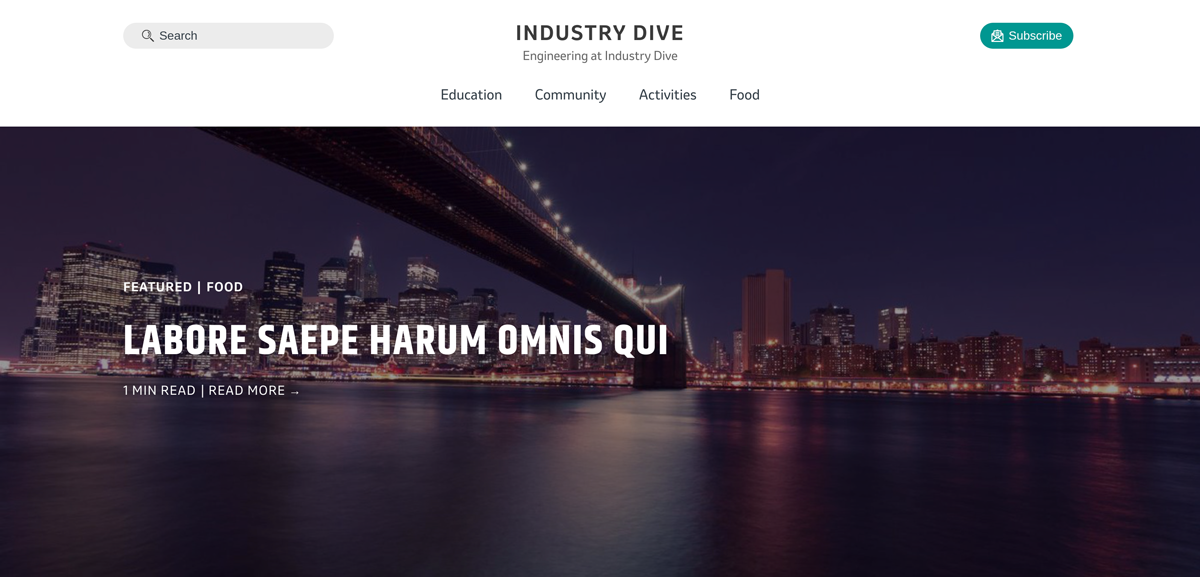 Search
INDUSTRY DIVE
Engineering at Industry Dive
Subscribe
Education Community Activities Food
FEATURED | FOOD
LABORE SAEPE HARUM OMNIS QUI
1 MIN READ | READ MORE →